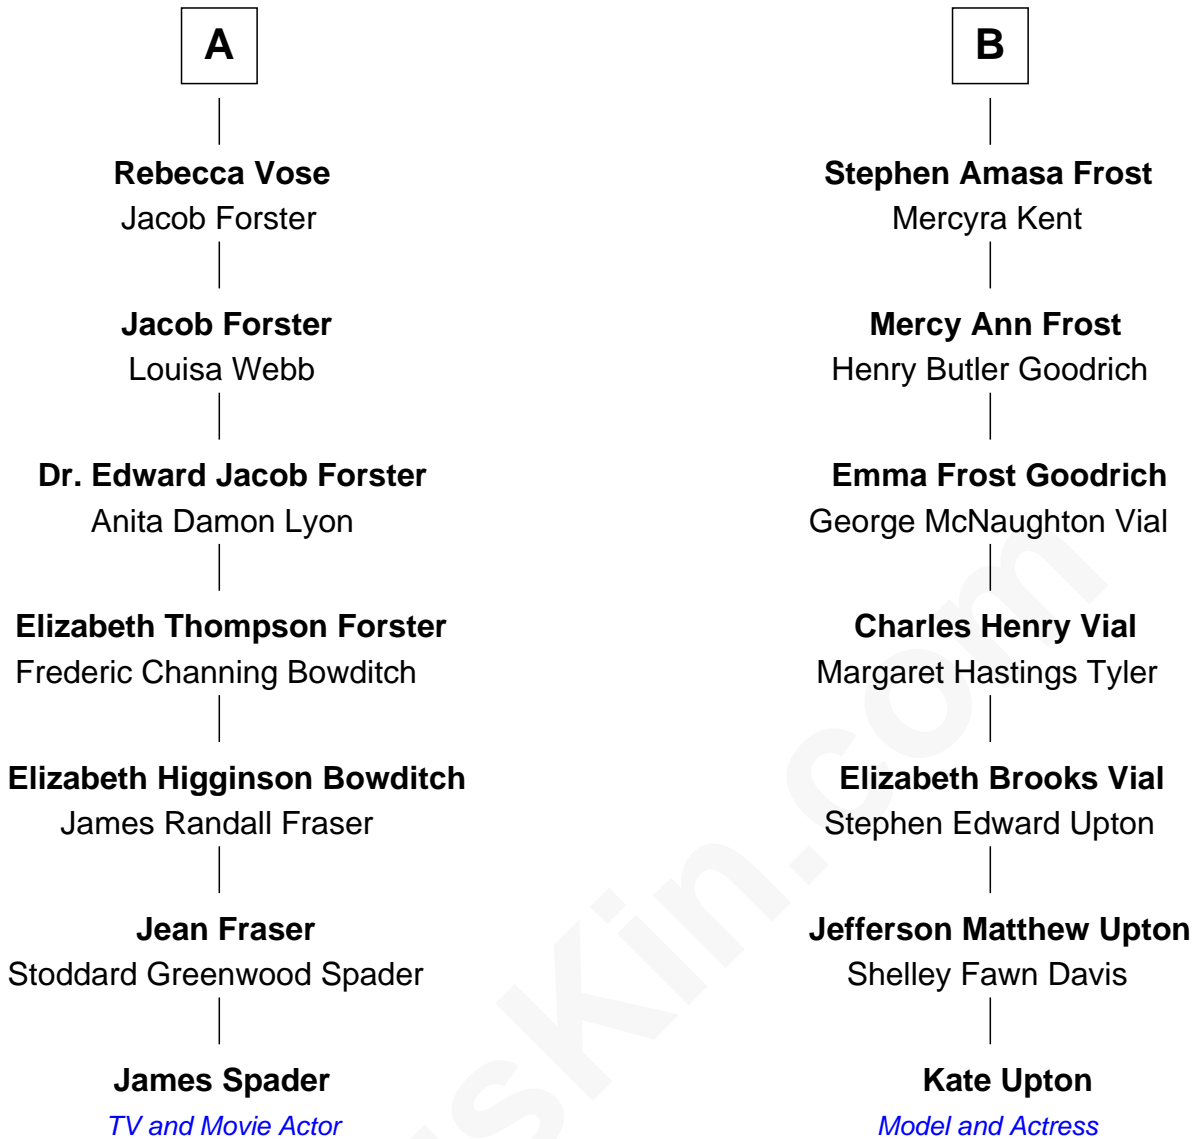 A
Rebecca Vose
Jacob Forster
Jacob Forster
Louisa Webb
Dr. Edward Jacob Forster
Anita Damon Lyon
Elizabeth Thompson Forster
Frederic Channing Bowditch
Elizabeth Higginson Bowditch
James Randall Fraser
Jean Fraser
Stoddard Greenwood Spader
James Spader
TV and Movie Actor
B
Stephen Amasa Frost
Mercyra Kent
Mercy Ann Frost
Henry Butler Goodrich
Emma Frost Goodrich
George McNaughton Vial
Charles Henry Vial
Margaret Hastings Tyler
Elizabeth Brooks Vial
Stephen Edward Upton
Jefferson Matthew Upton
Shelley Fawn Davis
Kate Upton
Model and Actress